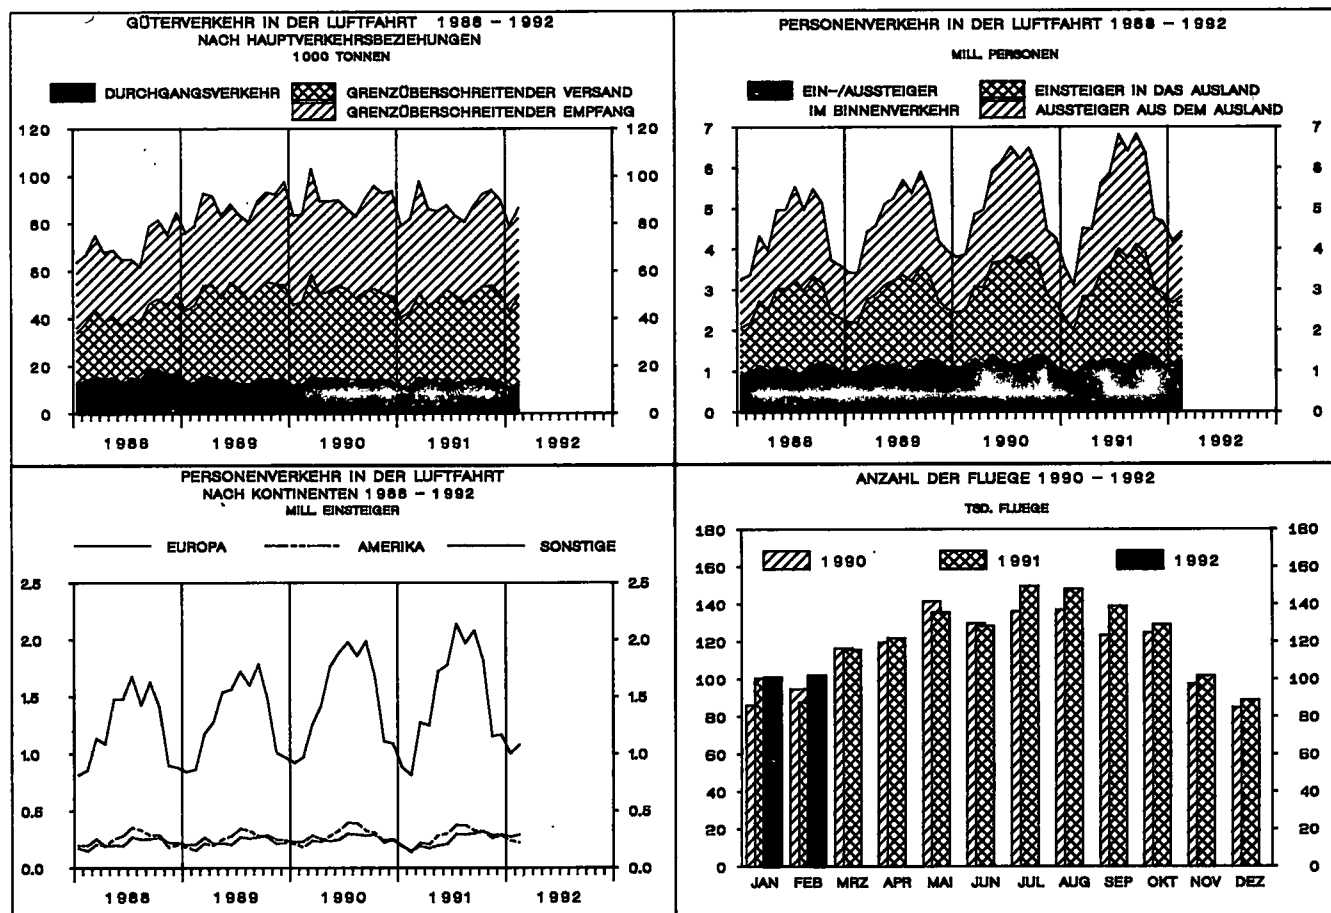 GÜTERVERKEHR IN DER LUFTFAHRT 1988 – 1992
NACH HAUPTVERKEHRSBEZIEHUNGEN
1000 TONNEN
DURCHGANGSVERKEHR
GRENZÜBERSCHREITENDER VERSAND
GRENZÜBERSCHREITENDER EMPFANG
120 120
100 100
80 80
60 60
40 40
20 20
0 0
1988 1989 1990 1991 1992
PERSONENVERKEHR IN DER LUFTFAHRT 1988 – 1992
MILL. PERSONEN
EIN–/AUSSTEIGER
IM BINNENVERKEHR
EINSTEIGER IN DAS AUSLAND
AUSSTEIGER AUS DEM AUSLAND
7 7
6 6
5 5
4 4
3 3
2 2
1 1
0 0
1988 1989 1990 1991 1992
PERSONENVERKEHR IN DER LUFTFAHRT
NACH KONTINENTEN 1988 – 1992
MILL. EINSTEIGER
EUROPA AMERIKA SONSTIGE
2.5 2.5
2.0 2.0
1.5 1.5
1.0 1.0
0.5 0.5
0.0 0.0
1988 1989 1990 1991 1992
ANZAHL DER FLUEGE 1990 – 1992
TSD. FLUEGE
1990 1991 1992
180 180
160 160
140 140
120 120
100 100
80 80
60 60
40 40
20 20
0 0
JAN FEB MRZ APR MAI JUN JUL AUG SEP OKT NOV DEZ